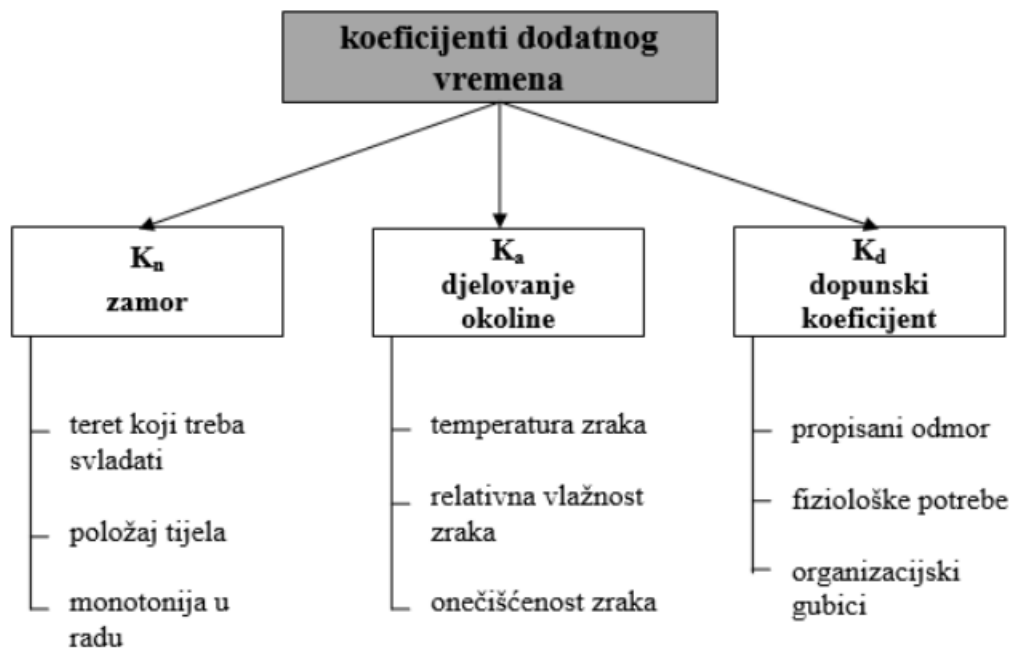 koeficijenti dodatnog
vremena
Kₙ
zamor
teret koji treba
svladati
položaj tijela
monotonija u
radu
Kₐ
djelovanje
okoline
temperatura zraka
relativna vlažnost
zraka
onečišćenost zraka
K_d
dopunski
koeficijent
propisani odmor
fiziološke potrebe
organizacijski
gubici